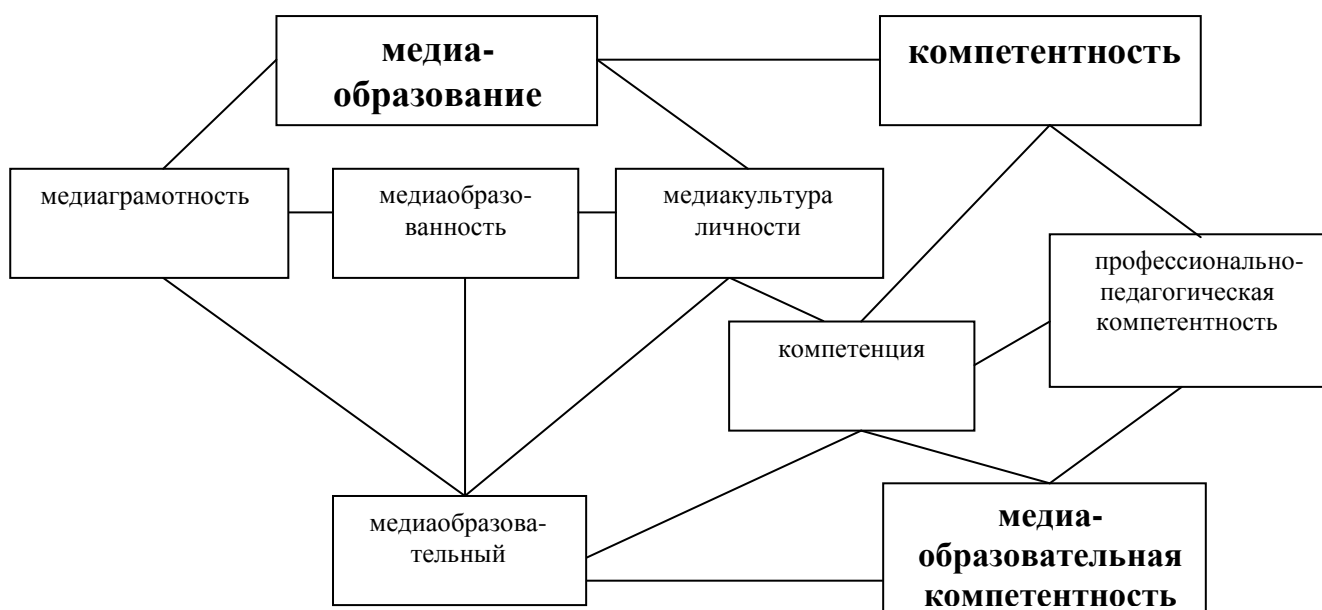 медиа-
образование
компетентность
медиаграмотность
медиаобразо-
ванность
медиакультура
личности
профессионально-
педагогическая
компетентность
компетенция
медиаобразова-
тельный
медиа-
образовательная
компетентность